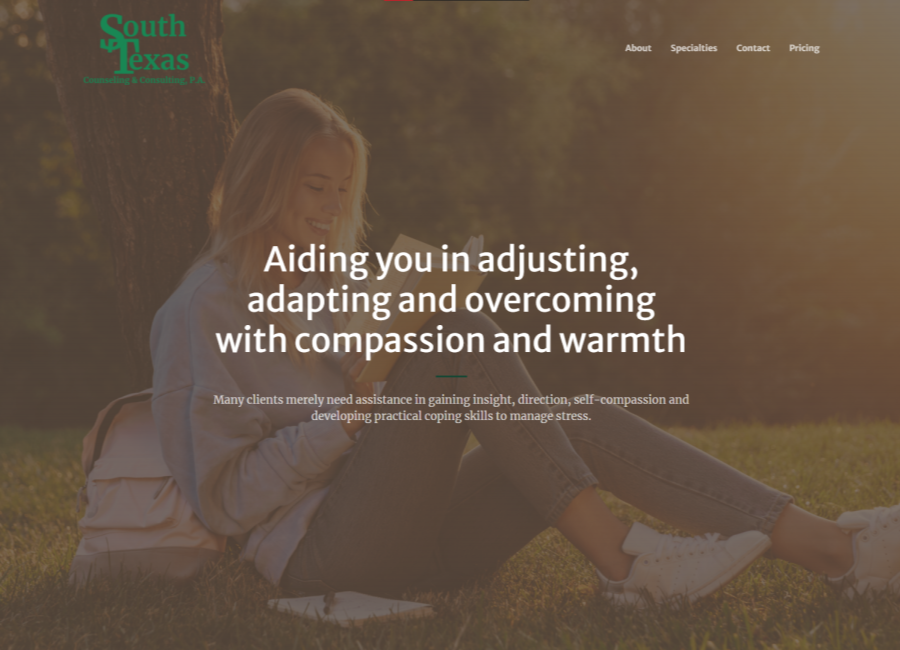 South
Texas
Counseling & Consulting, P.A.
About Specialties Contact Pricing
Aiding you in adjusting,
adapting and overcoming
with compassion and warmth
Many clients merely need assistance in gaining insight, direction, self-compassion and
developing practical coping skills to manage stress.